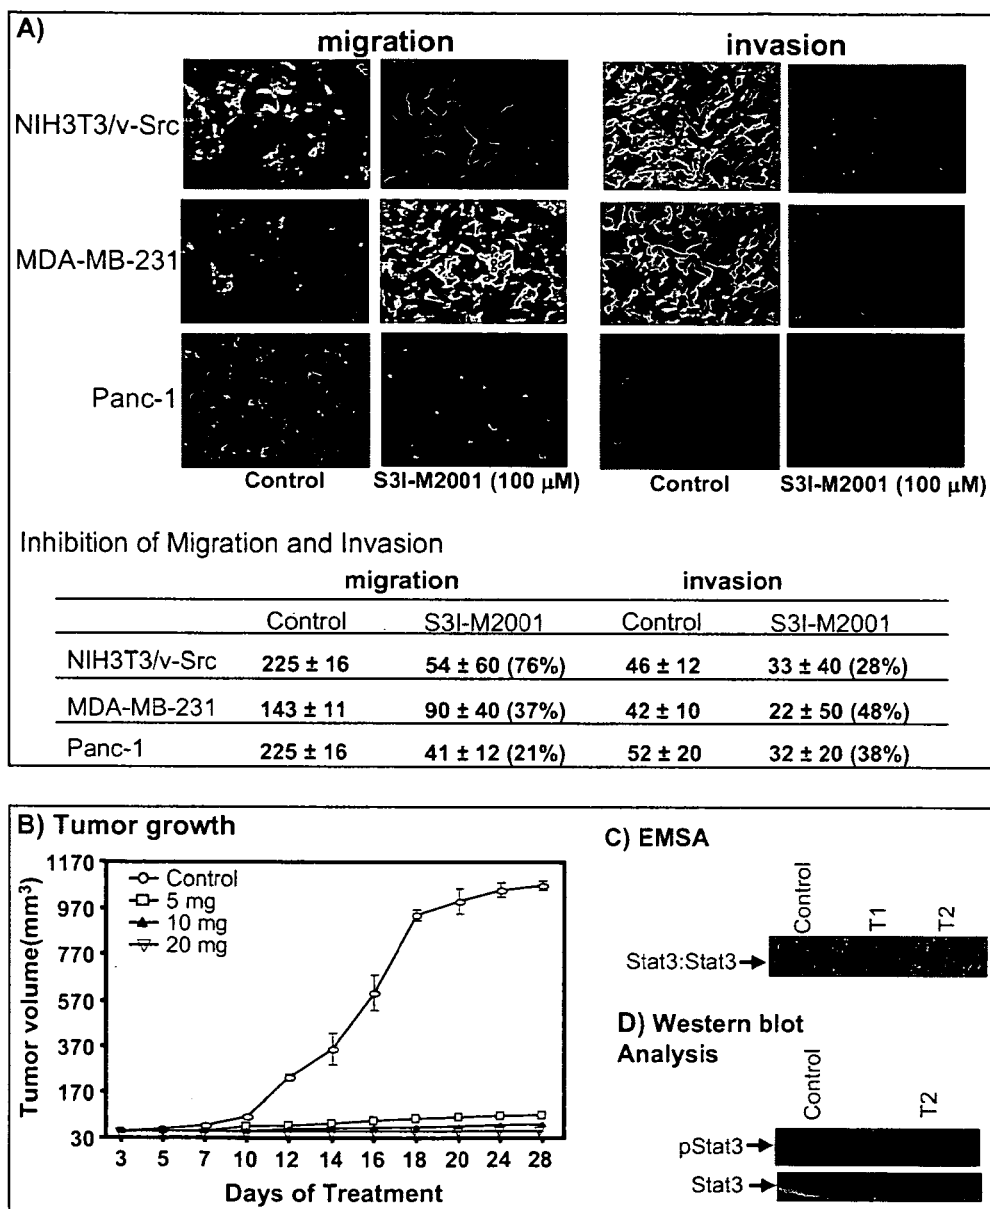 A)
migration invasion
NIH3T3/v-Src
MDA-MB-231
Panc-1
Control S3I-M2001 (100 μM) Control S3I-M2001 (100 μM)
Inhibition of Migration and Invasion
migration invasion
Control S3I-M2001 Control S3I-M2001
NIH3T3/v-Src 225 ± 16 54 ± 60 (76%) 46 ± 12 33 ± 40 (28%)
MDA-MB-231 143 ± 11 90 ± 40 (37%) 42 ± 10 22 ± 50 (48%)
Panc-1 225 ± 16 41 ± 12 (21%) 52 ± 20 32 ± 20 (38%)
B) Tumor growth
Tumor volume(mm³)
1170
970
770
570
370
170
30
Control
5 mg
10 mg
20 mg
3 5 7 10 12 14 16 18 20 24 28
Days of Treatment
C) EMSA
Control T1 T2
Stat3:Stat3
D) Western blot
Analysis
Control T2
pStat3
Stat3